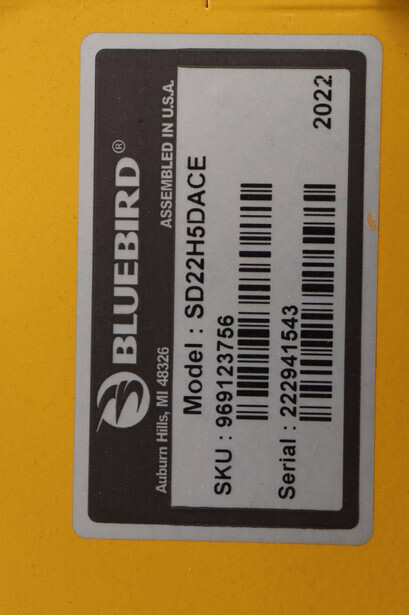 BLUEBIRD®
Auburn Hills, MI 48326 ASSEMBLED IN U.S.A.
Model : SD22H5DACE
SKU : 969123756
Serial : 222941543
2022